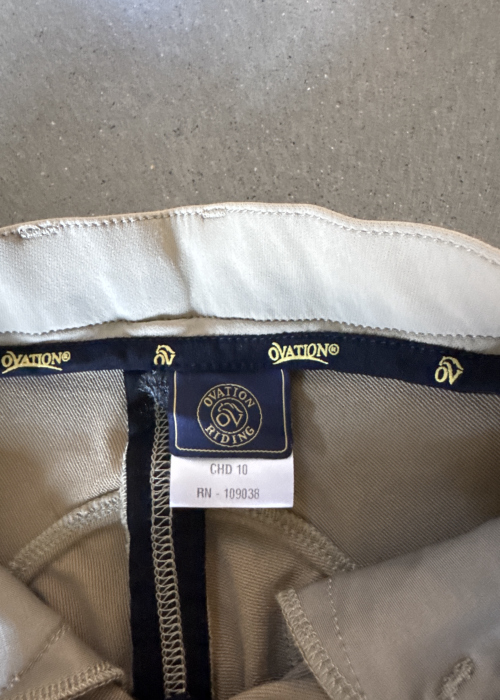 OVATION®
OV
OVATION®
OV
OVATION
OV
RIDING
CHD 10
RN - 109038